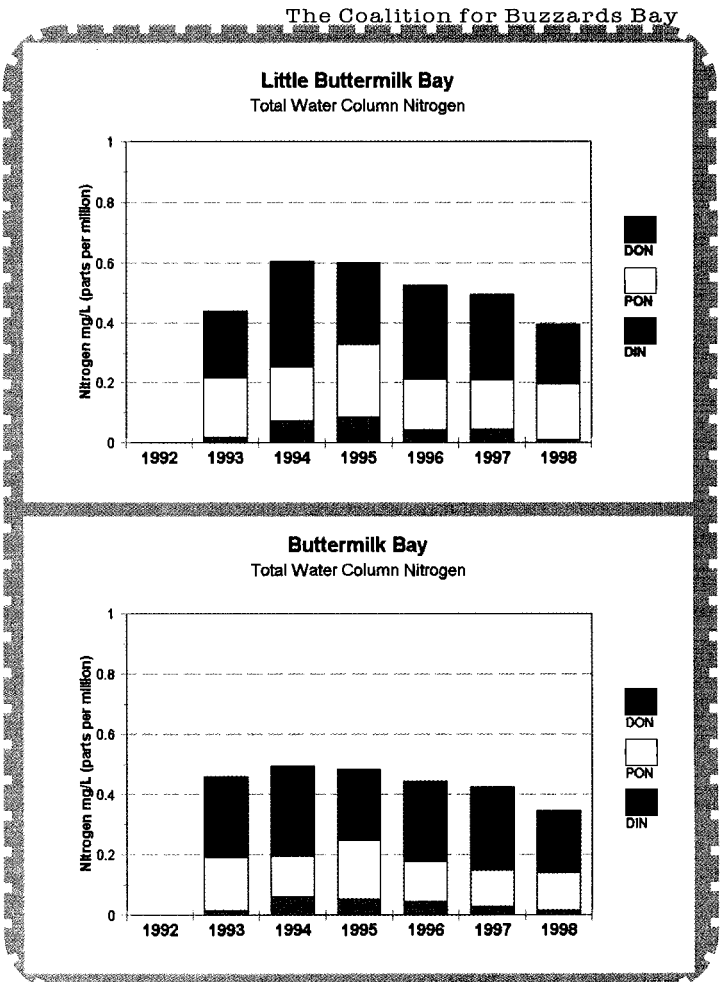 The Coalition for Buzzards Bay
Little Buttermilk Bay
Total Water Column Nitrogen
Nitrogen mg/L (parts per million)
1
0.8
0.6
0.4
0.2
0
1992 1993 1994 1995 1996 1997 1998
DON
PON
DIN
Buttermilk Bay
Total Water Column Nitrogen
Nitrogen mg/L (parts per million)
1
0.8
0.6
0.4
0.2
0
1992 1993 1994 1995 1996 1997 1998
DON
PON
DIN